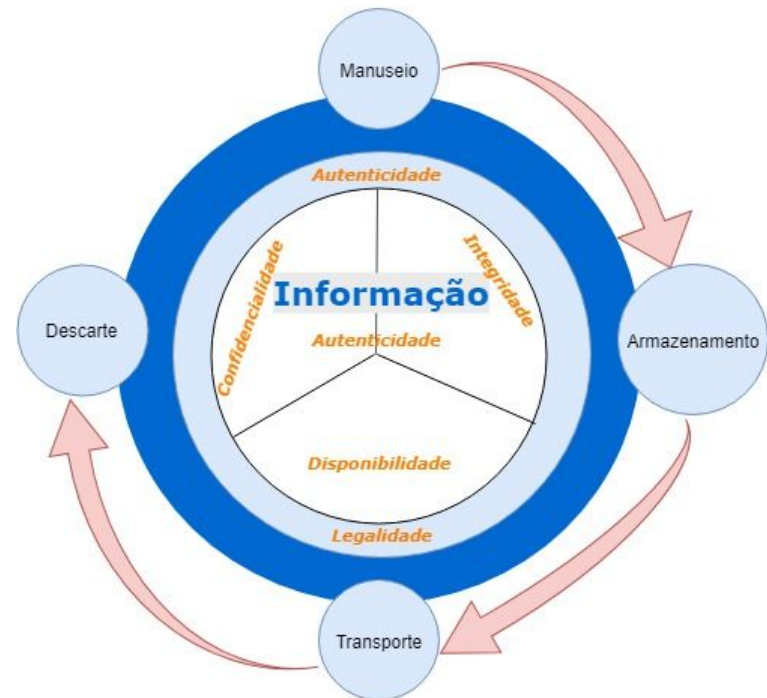 Manuseio
Autenticidade
Confidencialidade
Integridade
Informação
Descarte
Armazenamento
Autenticidade
Disponibilidade
Legalidade
Transporte